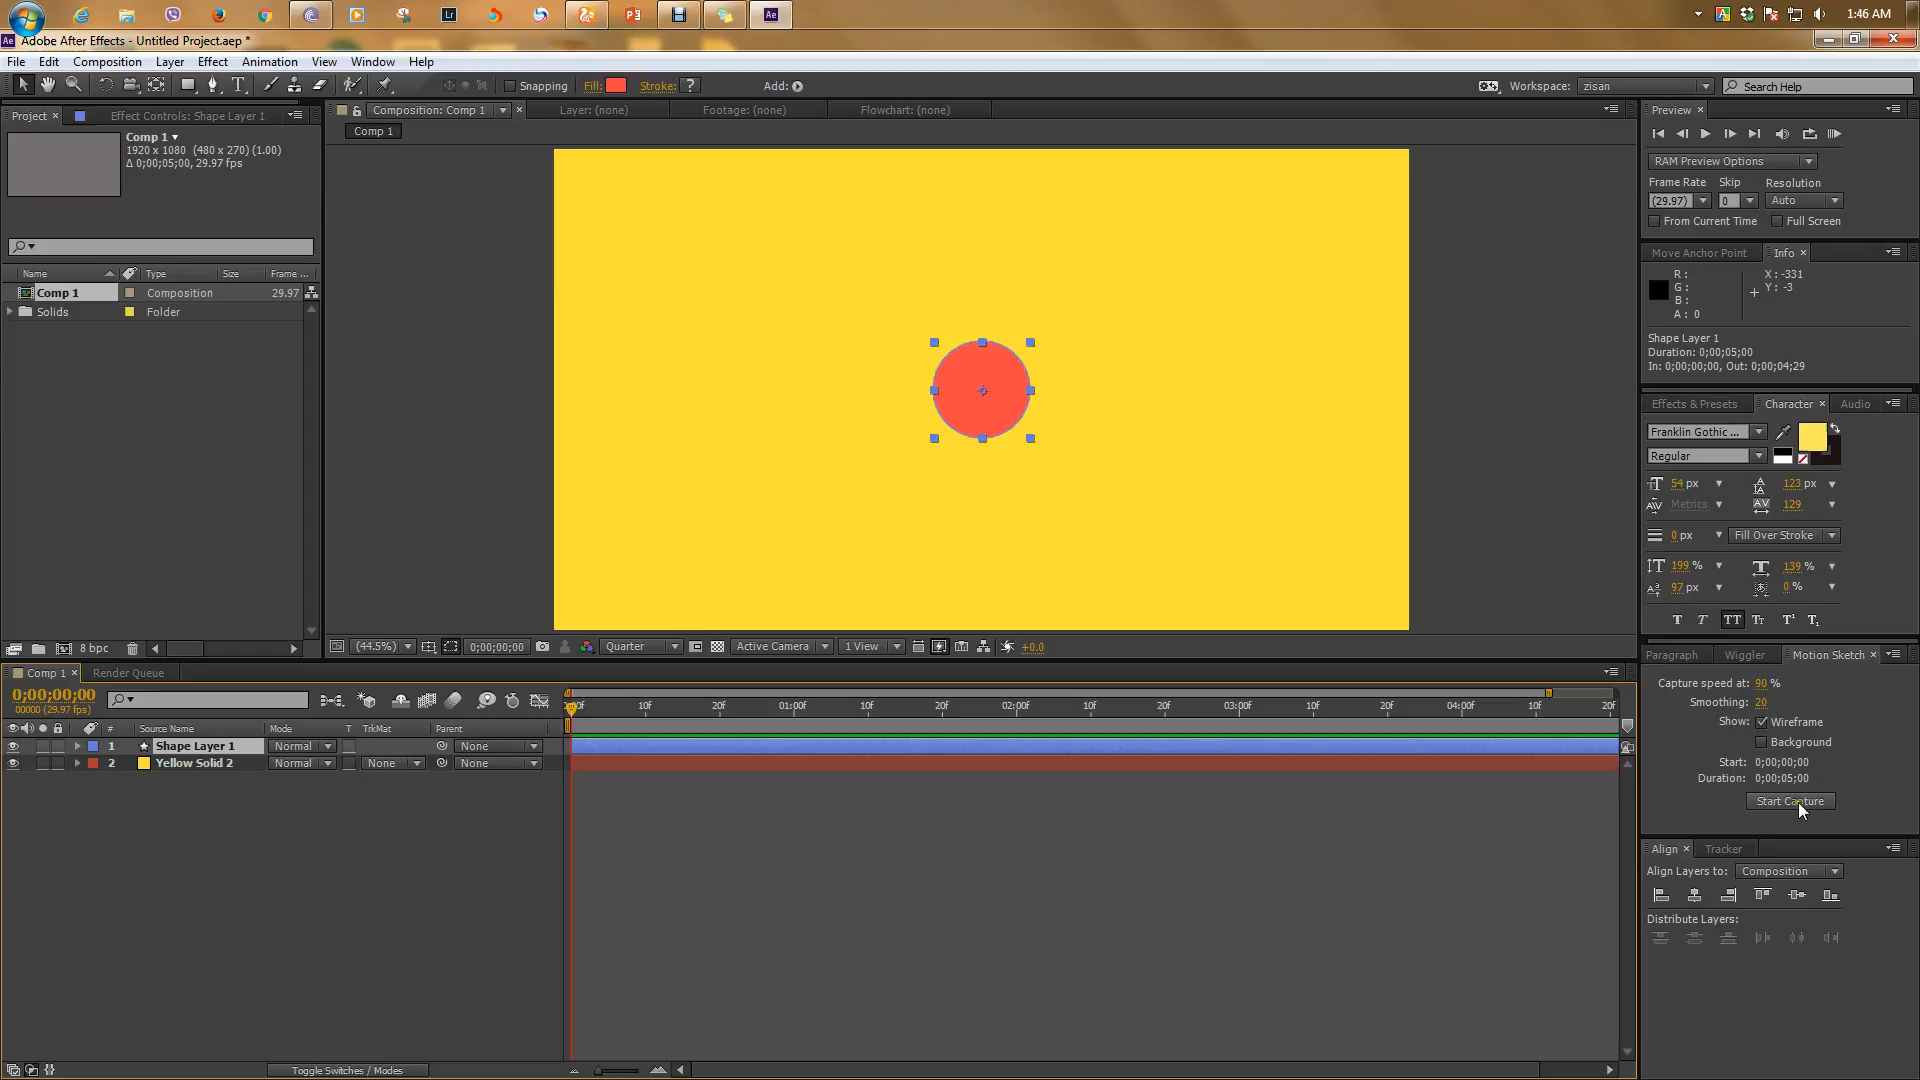 1:46 AM
Adobe After Effects - Untitled Project.aep *
File Edit Composition Layer Effect Animation View Window Help
Snapping Fill: Stroke: ? Add: Workspace: zisan Search Help
Project × Effect Controls: Shape Layer 1
Composition: Comp 1 × Layer: (none) Footage: (none) Flowchart: (none)
Comp 1
Comp 1
1920 x 1080 (480 x 270) (1.00)
Δ 0;00;05;00, 29.97 fps
Name Type Size Frame ...
Comp 1 Composition 29.97
Solids Folder
8 bpc
(44.5%) 0;00;00;00 Quarter Active Camera 1 View +0.0
Preview ×
RAM Preview Options
Frame Rate Skip Resolution
(29.97) 0 Auto
From Current Time Full Screen
Move Anchor Point Info ×
R :
G :
B :
A : 0
X : -331
Y : -3
Shape Layer 1
Duration: 0;00;05;00
In: 0;00;00;00, Out: 0;00;04;29
Effects & Presets Character × Audio
Franklin Gothic ...
Regular
54 px 123 px
Metrics 129
0 px Fill Over Stroke
199 % 139 %
97 px 0 %
T T TT Tт T¹ T₁
Paragraph Wiggler Motion Sketch ×
Capture speed at: 90 %
Smoothing: 20
Show: Wireframe
Background
Start: 0;00;00;00
Duration: 0;00;05;00
Start Capture
Align × Tracker
Align Layers to: Composition
Distribute Layers:
Comp 1 × Render Queue
0;00;00;00
00000 (29.97 fps)
# Source Name Mode T TrkMat Parent
1 Shape Layer 1 Normal None
2 Yellow Solid 2 Normal None None
10f 20f 01:00f 10f 20f 02:00f 10f 20f 03:00f 10f 20f 04:00f 10f 20f
Toggle Switches / Modes